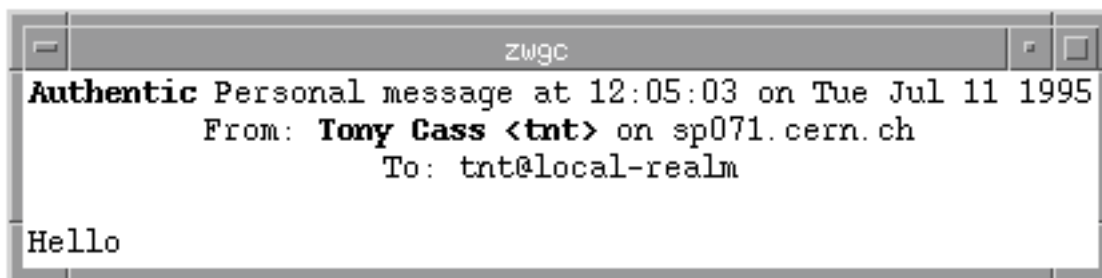 zwgc
Authentic Personal message at 12:05:03 on Tue Jul 11 1995
From: Tony Cass <tnt> on sp071.cern.ch
To: tnt@local-realm
Hello